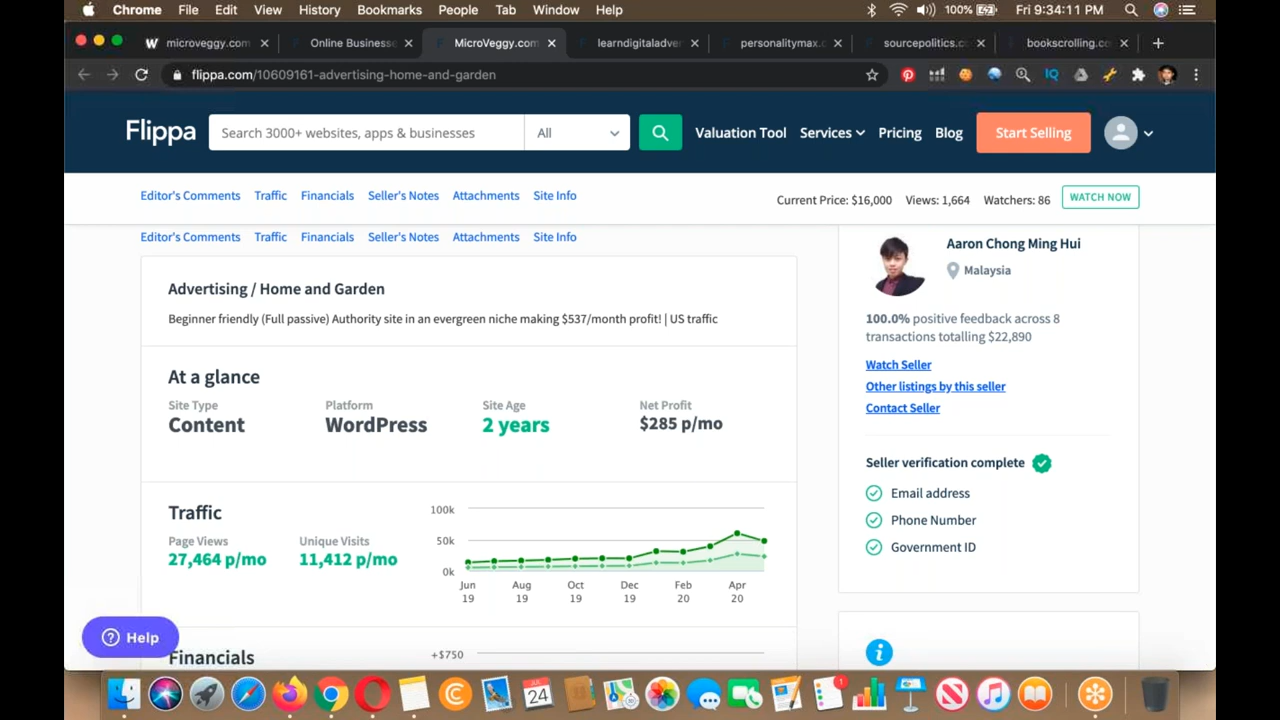 Chrome File Edit View History Bookmarks People Tab Window Help 100% Fri 9:34:11 PM
W microveggy.com Online Business MicroVeggy.com learndigitaladver personalitymax.c sourcepolitics.c bookscrolling.co
flippa.com/10609161-advertising-home-and-garden IQ
Flippa Search 3000+ websites, apps & businesses All Valuation Tool Services Pricing Blog Start Selling
Editor's Comments Traffic Financials Seller's Notes Attachments Site Info Current Price: $16,000 Views: 1,664 Watchers: 86 WATCH NOW
Editor's Comments Traffic Financials Seller's Notes Attachments Site Info
Advertising / Home and Garden
Beginner friendly (Full passive) Authority site in an evergreen niche making $537/month profit! | US traffic
At a glance
Site Type Platform Site Age Net Profit
Content WordPress 2 years $285 p/mo
Traffic
Page Views Unique Visits
27,464 p/mo 11,412 p/mo
100k
50k
0k
Jun Aug Oct Dec Feb Apr
19 19 19 19 20 20
Financials
+$750
Aaron Chong Ming Hui
Malaysia
100.0% positive feedback across 8
transactions totalling $22,890
Watch Seller
Other listings by this seller
Contact Seller
Seller verification complete
Email address
Phone Number
Government ID
i
? Help
24
1